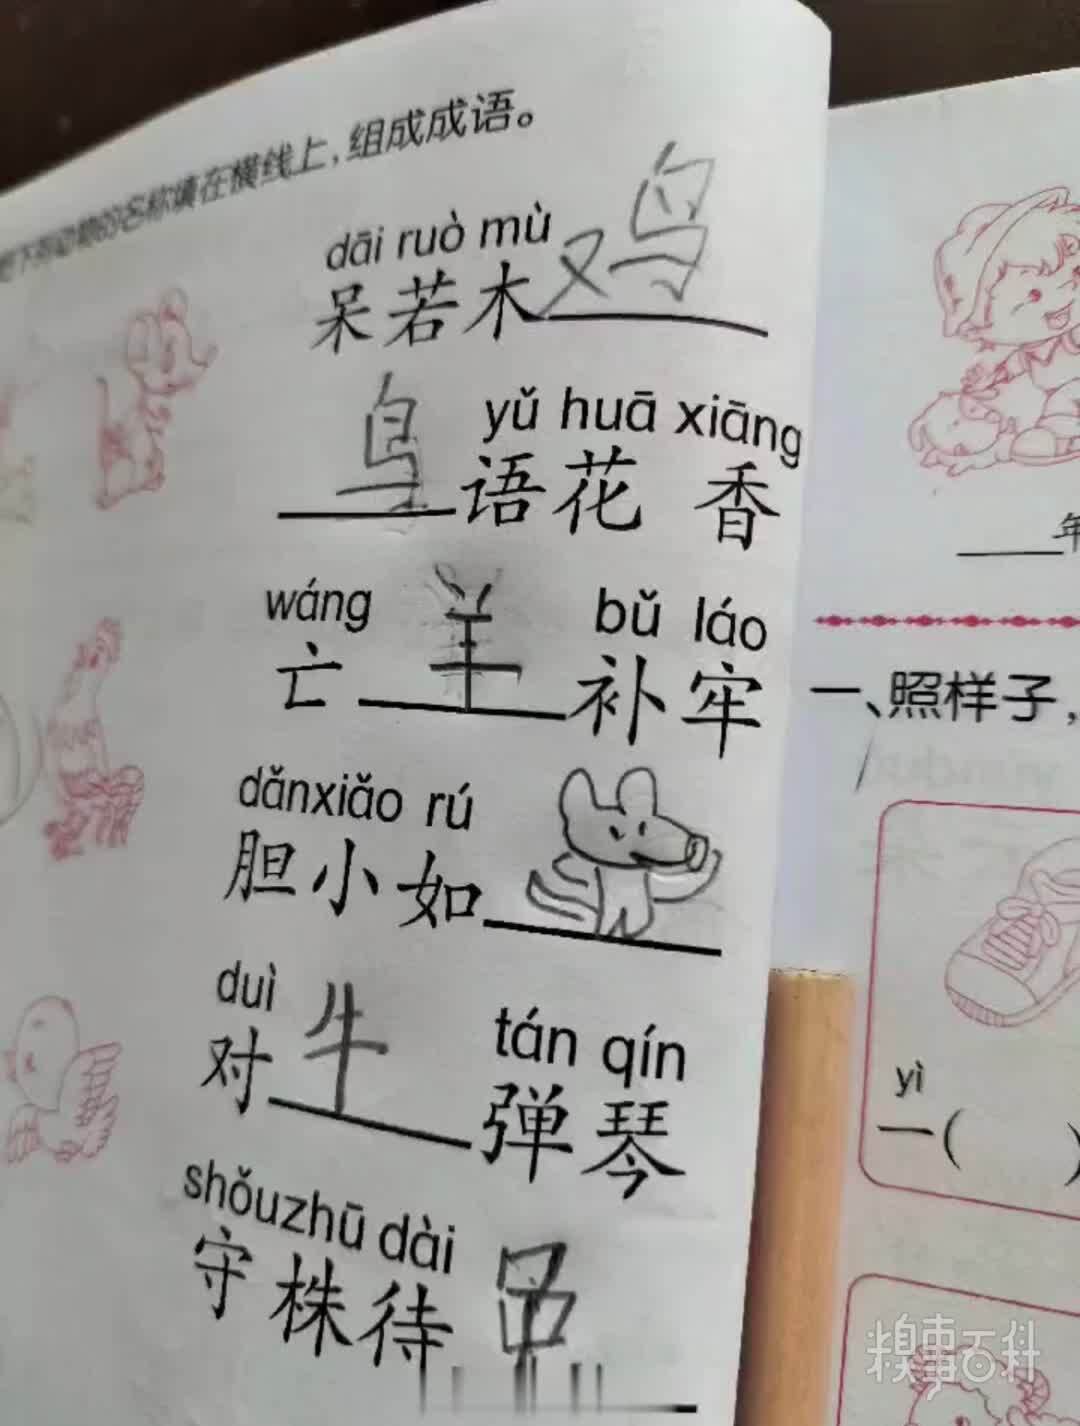 把下列动物的名称填在横线上，组成成语。
dāi ruò mù
呆若木鸡
yǔ huā xiāng
鸟语花香
wáng bǔ láo
亡羊补牢
dǎnxiǎo rú
胆小如
duì tán qín
对牛弹琴
shǒuzhū dài
守株待
年
一、照样子，
yì
一( )
糗事百科